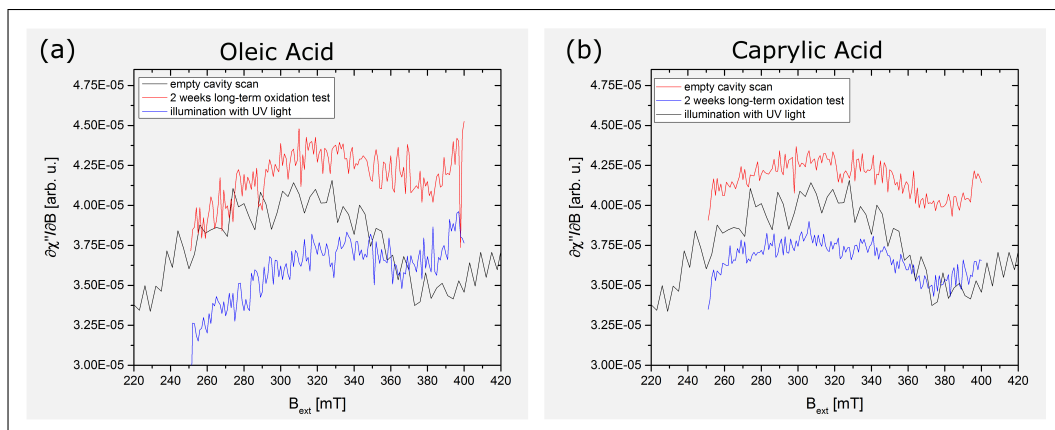 (a) Oleic Acid
4.75E-05
4.50E-05
4.25E-05
4.00E-05
3.75E-05
3.50E-05
3.25E-05
3.00E-05
∂χ''/∂B [arb. u.]
empty cavity scan
2 weeks long-term oxidation test
illumination with UV light
220 240 260 280 300 320 340 360 380 400 420
B_ext [mT]
(b) Caprylic Acid
4.75E-05
4.50E-05
4.25E-05
4.00E-05
3.75E-05
3.50E-05
3.25E-05
3.00E-05
∂χ''/∂B [arb. u.]
empty cavity scan
2 weeks long-term oxidation test
illumination with UV light
220 240 260 280 300 320 340 360 380 400 420
B_ext [mT]